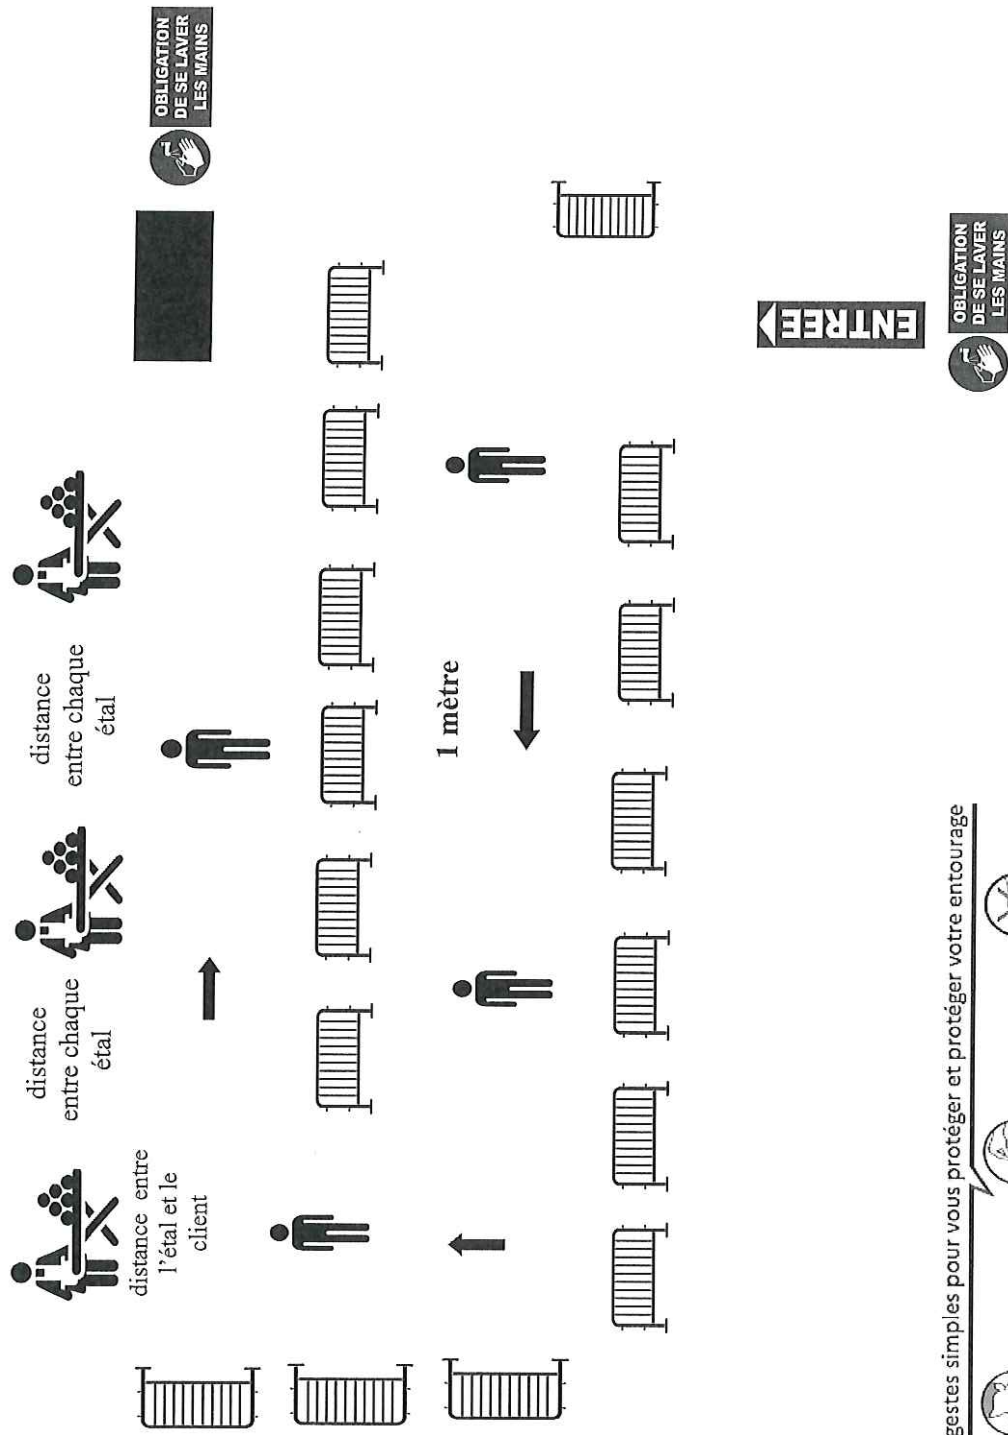 OBLIGATION
DE SE LAVER
LES MAINS
distance
entre chaque
étal
distance
entre chaque
étal
distance entre
l'étal et le
client
1 mètre
ENTREE
OBLIGATION
DE SE LAVER
LES MAINS
gestes simples pour vous protéger et protéger votre entourage